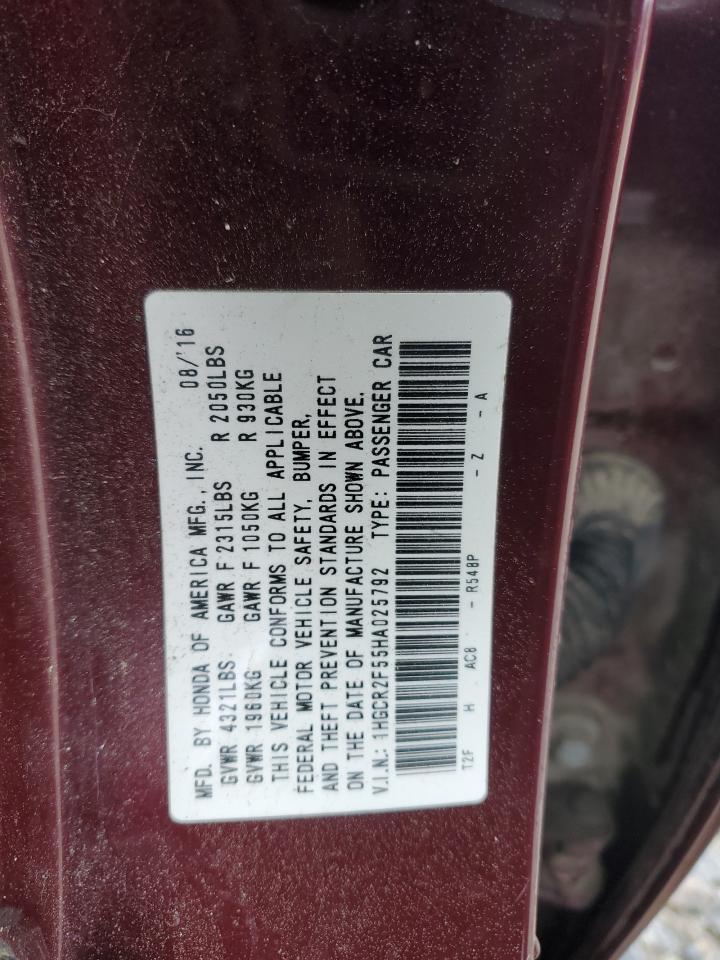 MFD. BY HONDA OF AMERICA MFG., INC. 08/'16
GVWR 4321LBS. GAWR F 2315LBS R 2050LBS
GVWR 1960KG GAWR F 1050KG R 930KG
THIS VEHICLE CONFORMS TO ALL APPLICABLE
FEDERAL MOTOR VEHICLE SAFETY, BUMPER,
AND THEFT PREVENTION STANDARDS IN EFFECT
ON THE DATE OF MANUFACTURE SHOWN ABOVE.
V.I.N.: 1HGCR2F55HA025792 TYPE: PASSENGER CAR
T2F H AC8 - R548P - Z - A